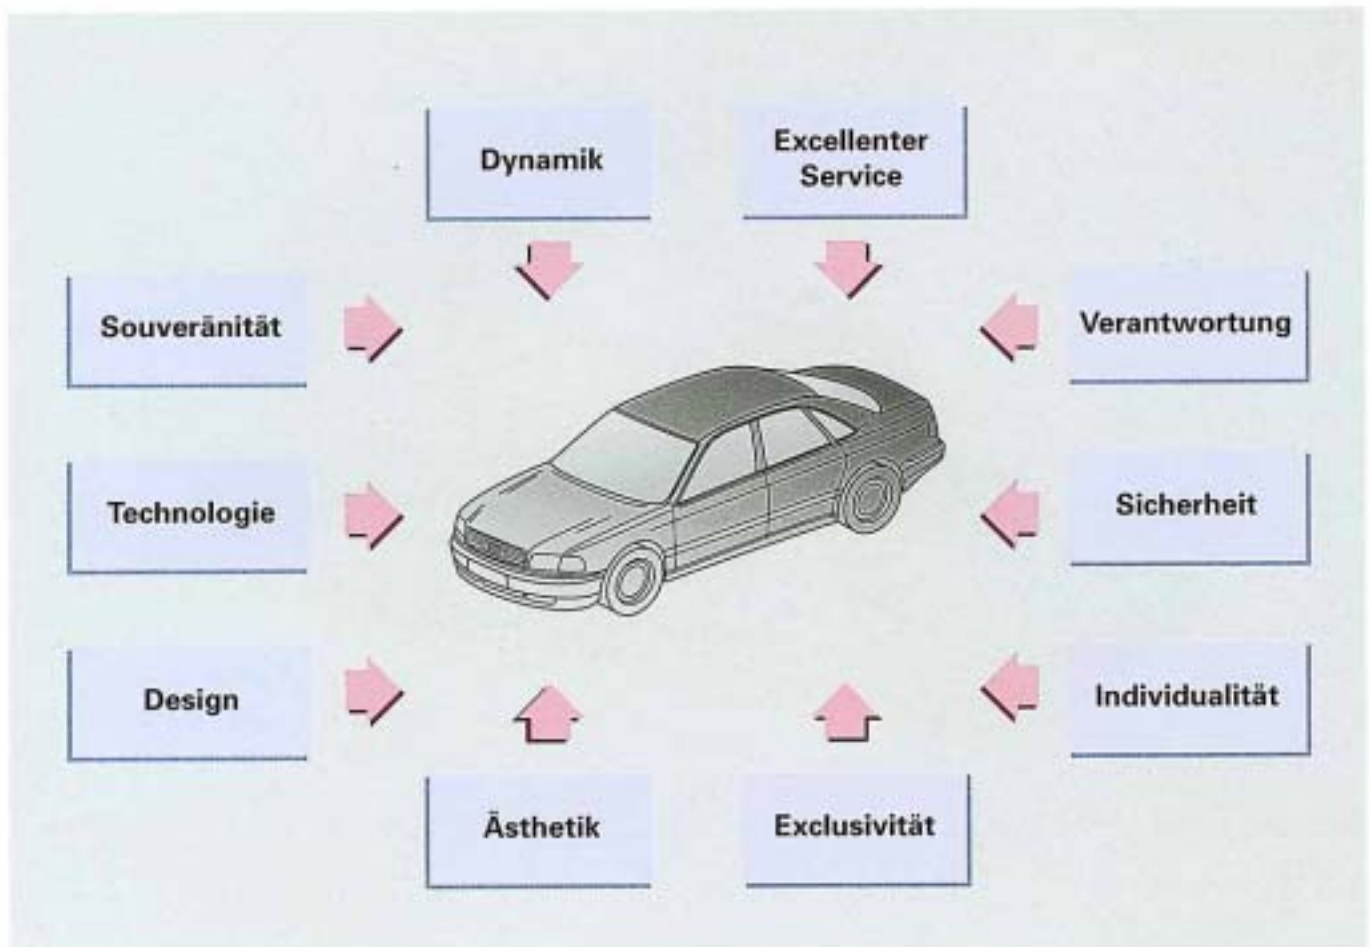 Dynamik
Excellenter
Service
Souveränität
Verantwortung
Technologie
Sicherheit
Design
Individualität
Ästhetik
Exclusivität